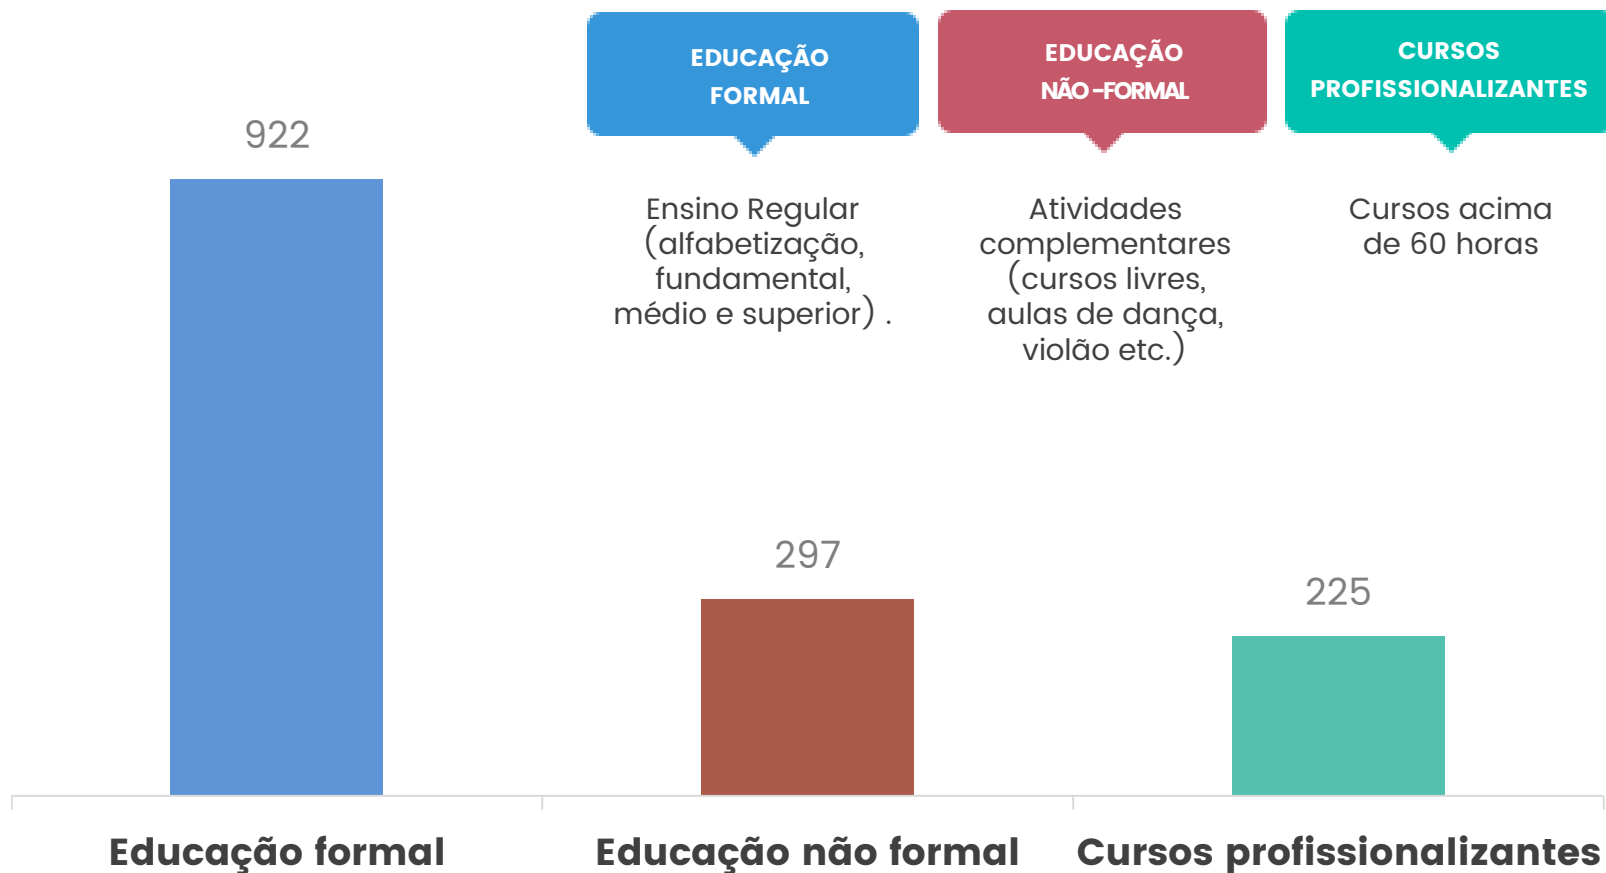 EDUCAÇÃO
FORMAL
EDUCAÇÃO
NÃO -FORMAL
CURSOS
PROFISSIONALIZANTES
Ensino Regular
(alfabetização,
fundamental,
médio e superior) .
Atividades
complementares
(cursos livres,
aulas de dança,
violão etc.)
Cursos acima
de 60 horas
922
297
225
Educação formal
Educação não formal
Cursos profissionalizantes